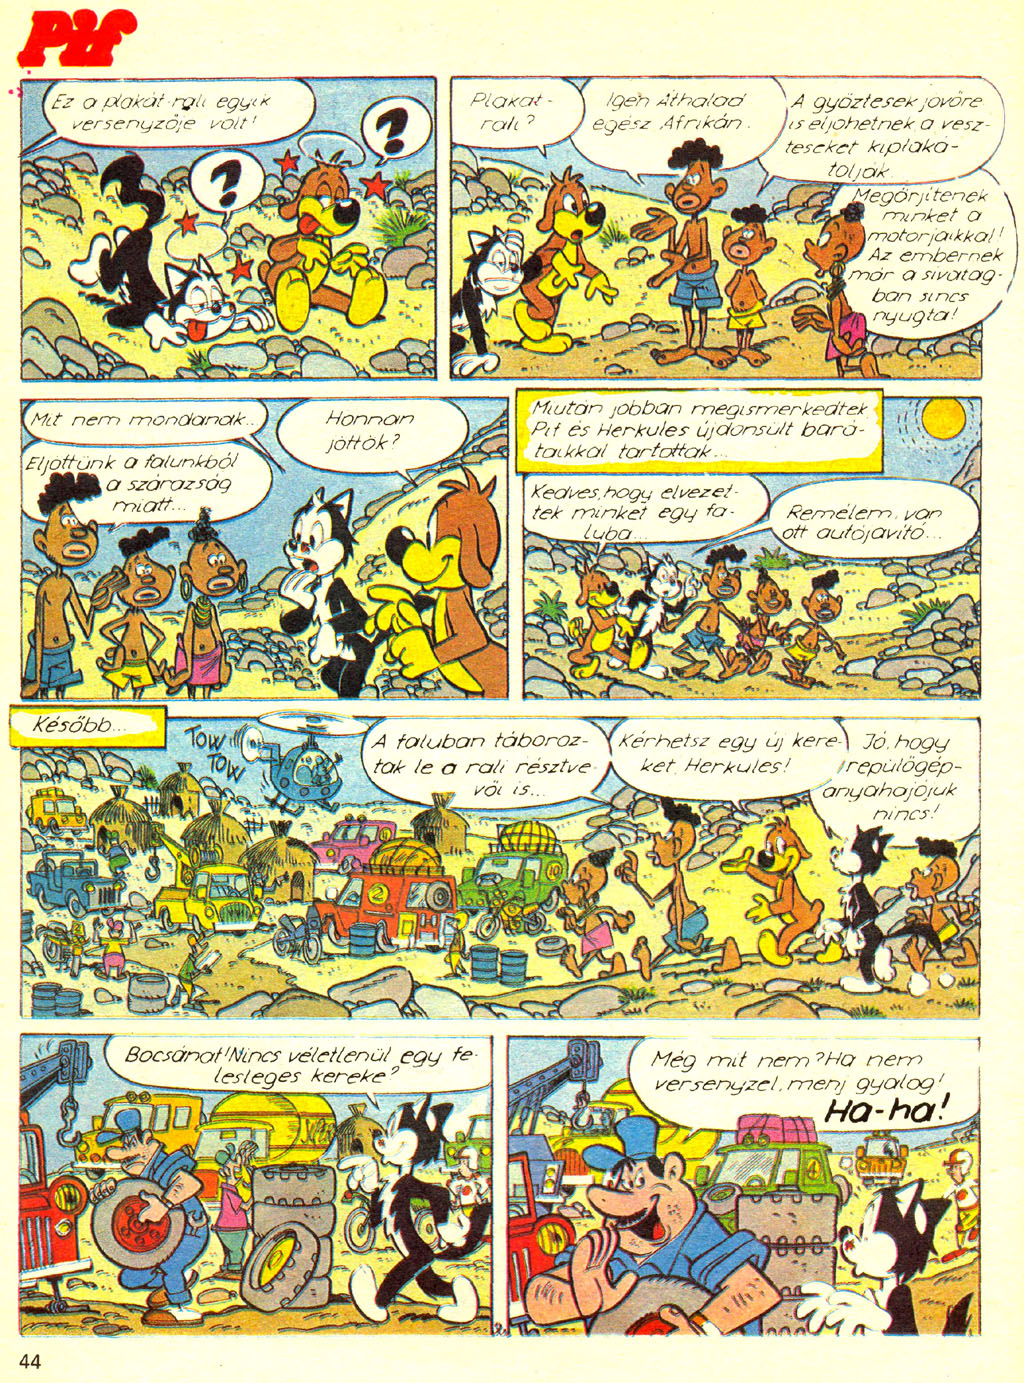 Pif
Ez a plakát-rali egyik
versenyzője volt!
?
?
Plakát-
rali?
Igen. Áthalad
egész Afrikán.
A győztesek jövőre
is eljöhetnek, a vesz-
teseket kiplaká-
tolják.
Megőrjítenek
minket a
motorjaikkal!
Az embernek
már a sivatag-
ban sincs
nyugta!
Mit nem mondanak...
Eljöttünk a falunkból
a szárazság
miatt...
Honnan
jöttök?
Miután jobban megismerkedtek
Pif és Herkules újdonsült bará-
taikkal tartottak...
Kedves, hogy elvezet-
tek minket egy fa-
luba...
Remélem, van
ott autójavító...
Később...
TOW
TOW
A faluban táboroz-
tak le a rali résztve-
vői is...
Kérhetsz egy új kere-
ket, Herkules!
Jó, hogy
repülőgép-
anyahajójuk
nincs!
2
10
Bocsánat! Nincs véletlenül egy fe-
lesleges kereke?
Még mit nem? Ha nem
versenyzel, menj gyalog!
Ha-ha!
4
44